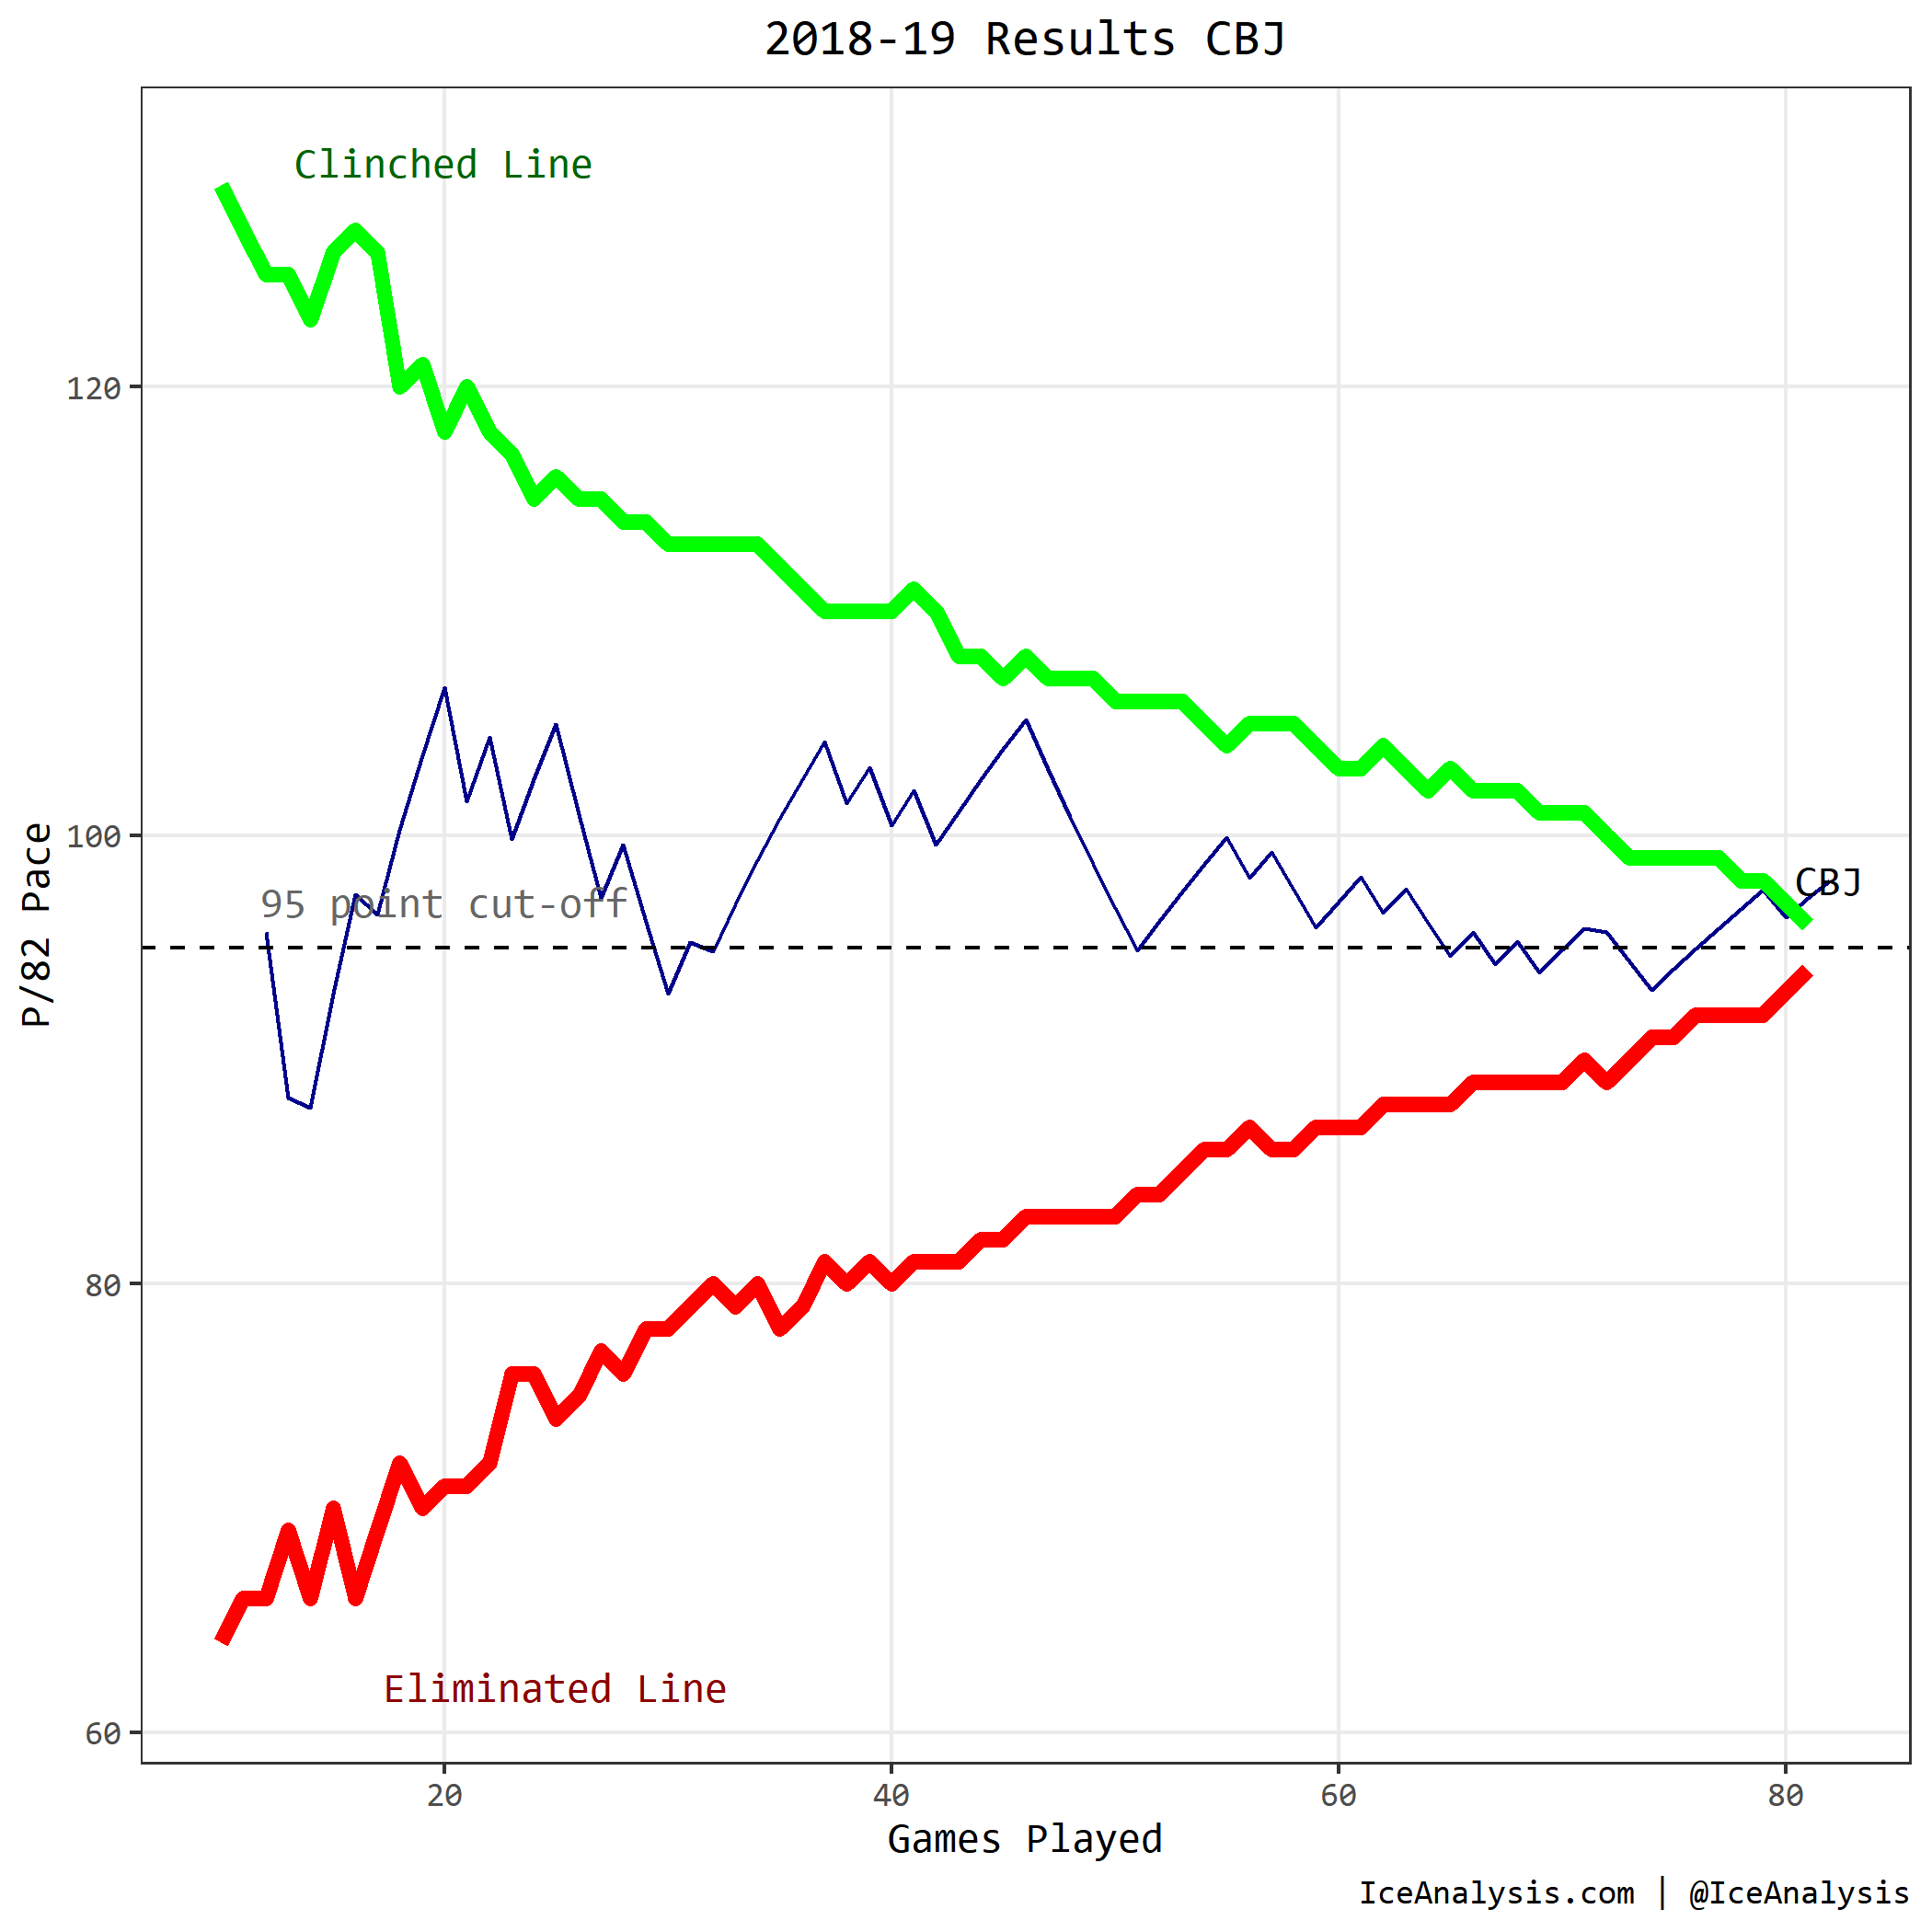 2018-19 Results CBJ
Clinched Line
120
100
CBJ
95 point cut-off
P/82 Pace
80
Eliminated Line
60
20
40
60
80
Games Played
IceAnalysis.com | @IceAnalysis